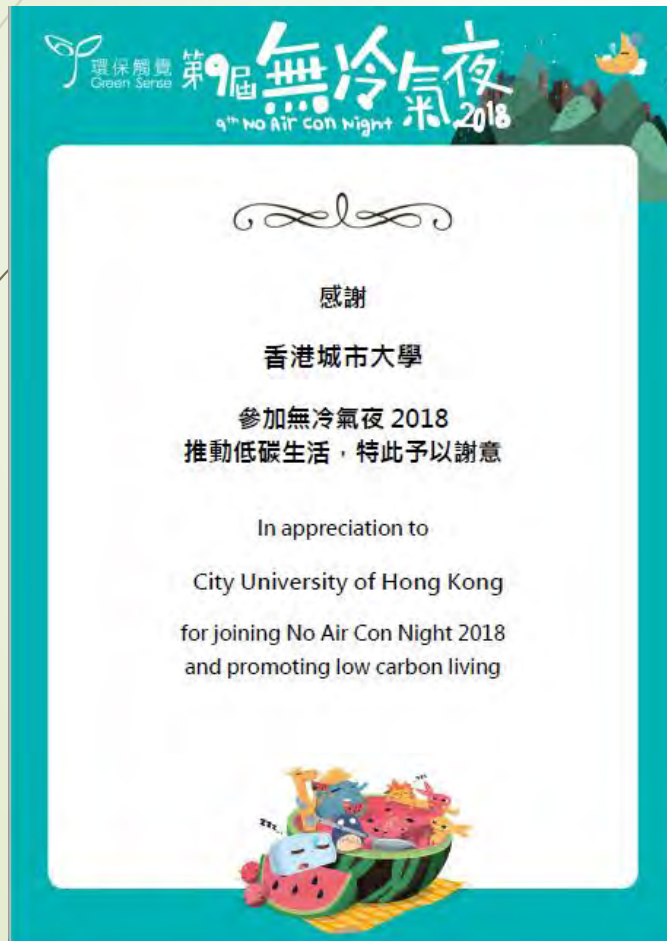 環保觸覺
Green Sense
第9屆無冷氣夜
9th No Air Con Night 2018
感謝
香港城市大學
參加無冷氣夜 2018
推動低碳生活，特此予以謝意
In appreciation to
City University of Hong Kong
for joining No Air Con Night 2018
and promoting low carbon living
zzz...
zzz